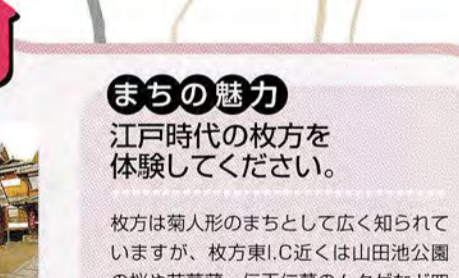 まちの魅力
江戸時代の枚方を
体験してください。
枚方は菊人形のまちとして広く知られて
いますが、枚方東I.C近くは山田池公園